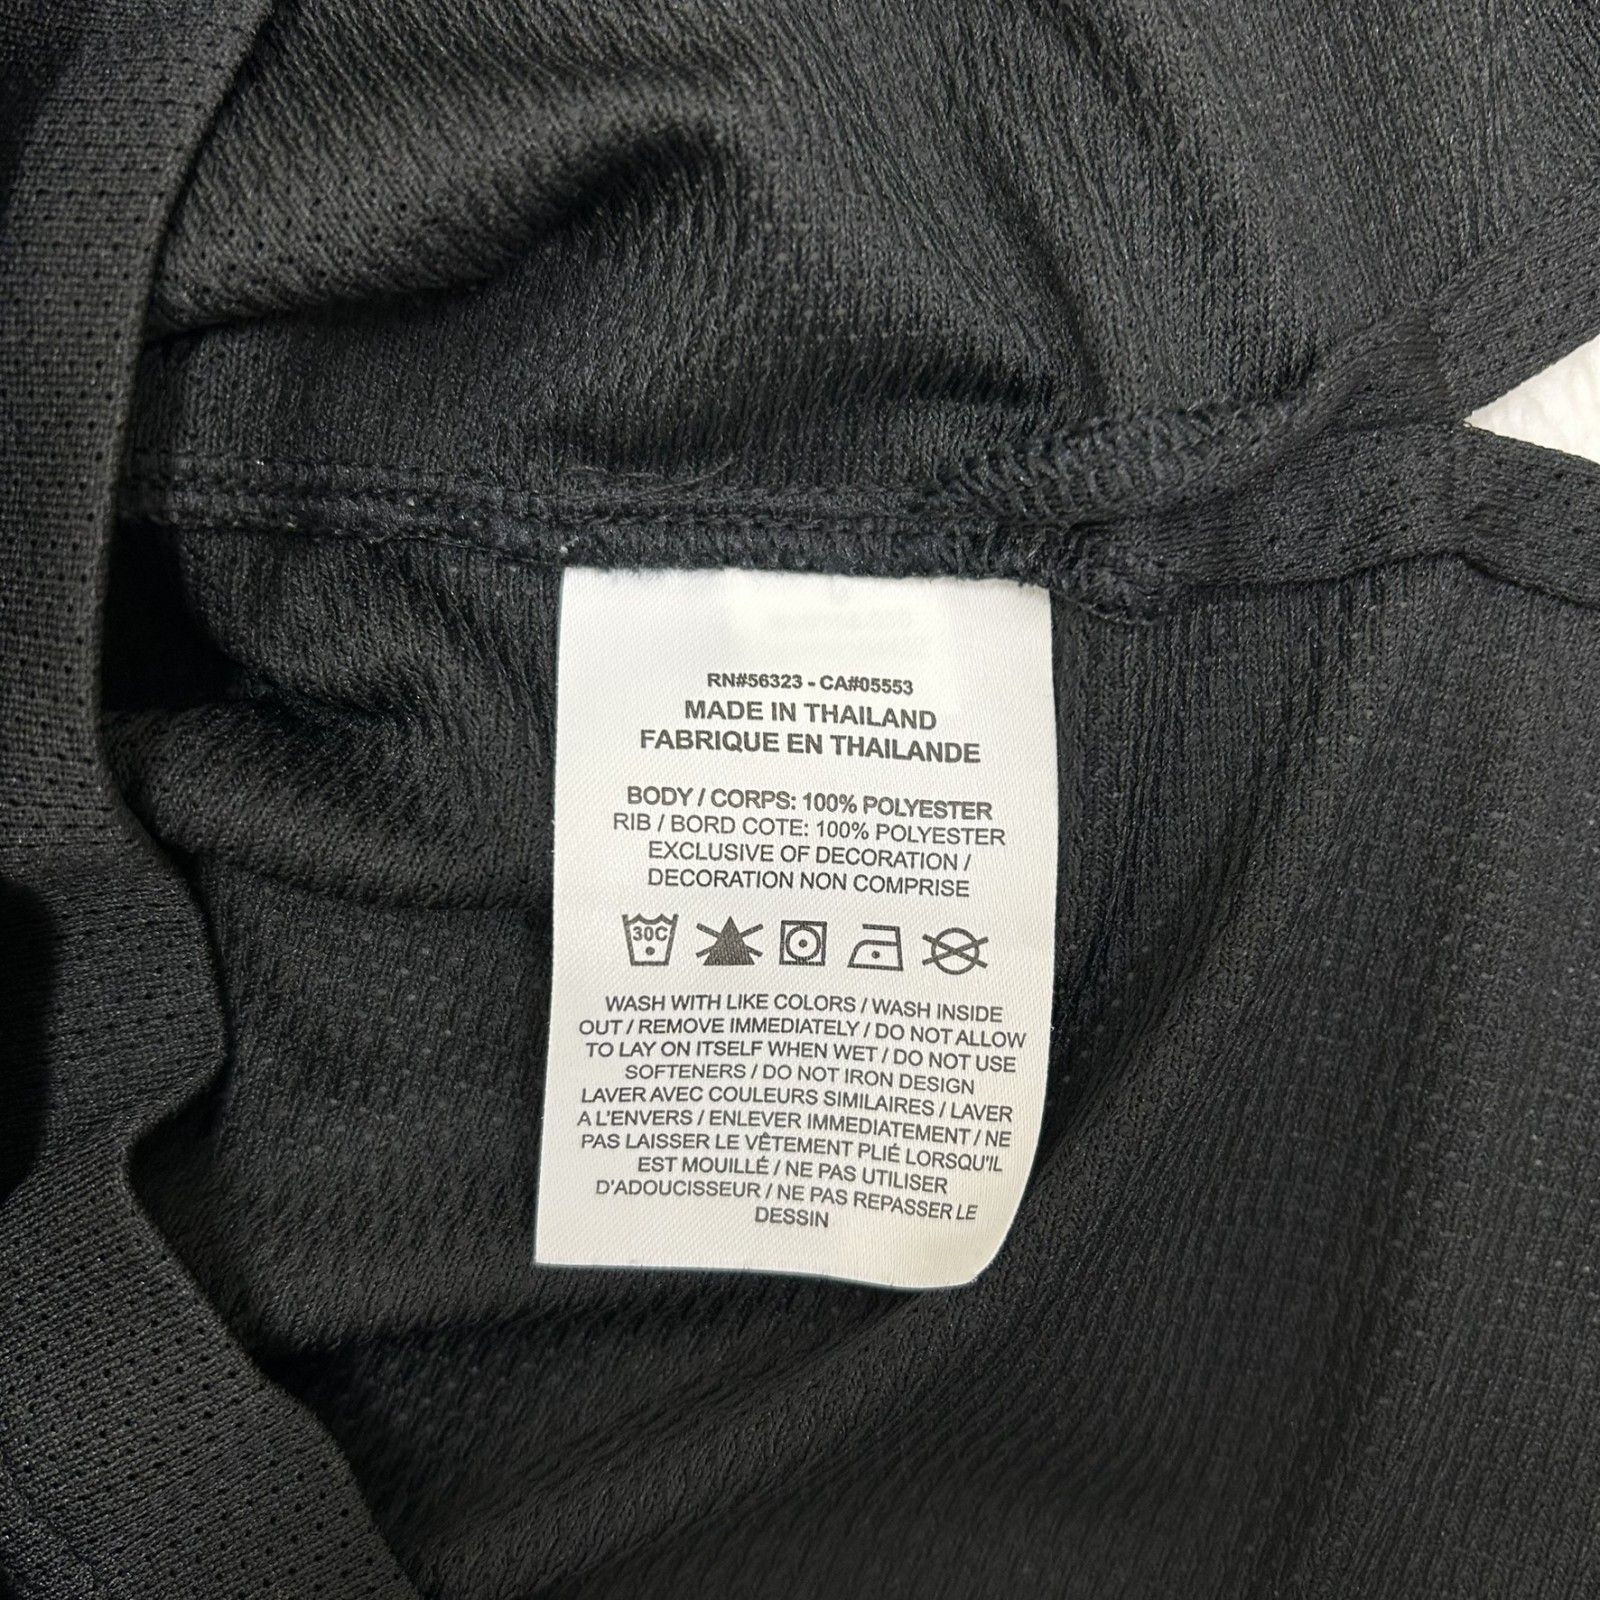 RN#56323 - CA#05553
MADE IN THAILAND
FABRIQUE EN THAILANDE
BODY / CORPS: 100% POLYESTER
RIB / BORD COTE: 100% POLYESTER
EXCLUSIVE OF DECORATION /
DECORATION NON COMPRISE
30C
WASH WITH LIKE COLORS / WASH INSIDE
OUT / REMOVE IMMEDIATELY / DO NOT ALLOW
TO LAY ON ITSELF WHEN WET / DO NOT USE
SOFTENERS / DO NOT IRON DESIGN
LAVER AVEC COULEURS SIMILAIRES / LAVER
A L'ENVERS / ENLEVER IMMEDIATEMENT / NE
PAS LAISSER LE VÊTEMENT PLIÉ LORSQU'IL
EST MOUILLÉ / NE PAS UTILISER
D'ADOUCISSEUR / NE PAS REPASSER LE
DESSIN